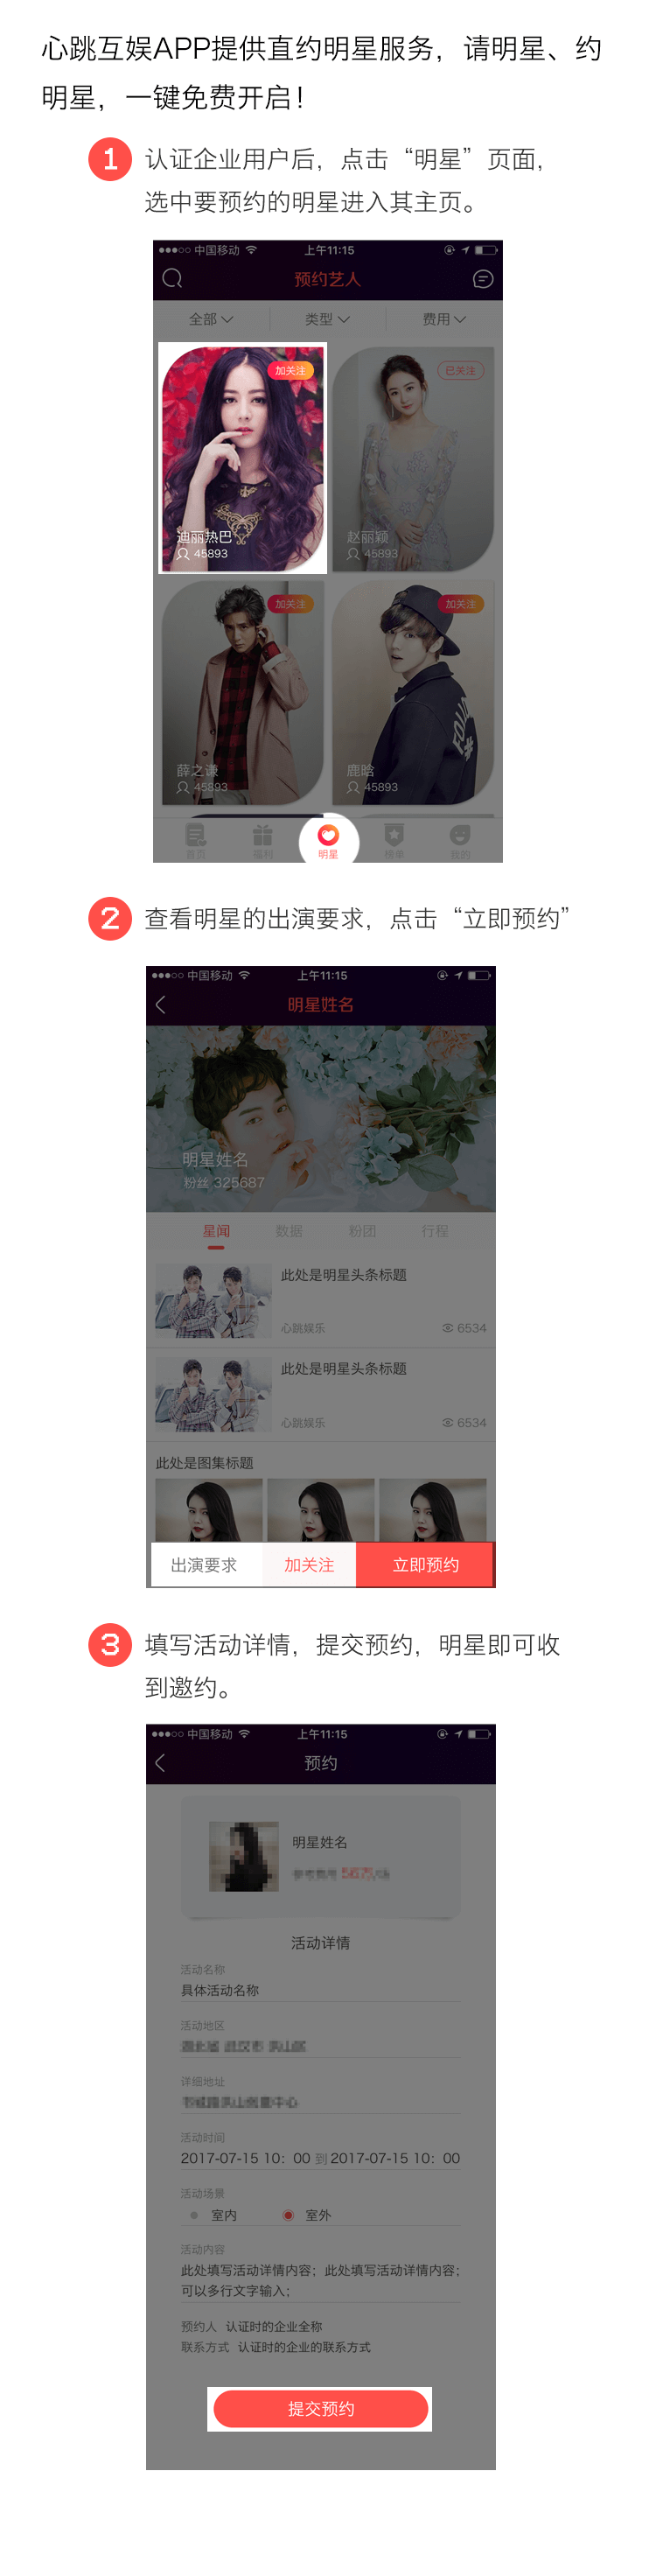 心跳互娱APP提供直约明星服务，请明星、约
明星，一键免费开启！
1 认证企业用户后，点击“明星”页面，
选中要预约的明星进入其主页。
中国移动 上午11:15
预约艺人
全部 类型 费用
加关注 已关注
迪丽热巴 赵丽颖
45893 45893
加关注 加关注
薛之谦 鹿晗
45893 45893
首页 福利 明星 榜单 我的
2 查看明星的出演要求，点击“立即预约”
中国移动 上午11:15
明星姓名
明星姓名
粉丝 325687
星闻 数据 粉团 行程
此处是明星头条标题
心跳娱乐 6534
此处是明星头条标题
心跳娱乐 6534
此处是图集标题
出演要求 加关注 立即预约
3 填写活动详情，提交预约，明星即可收
到邀约。
中国移动 上午11:15
预约
明星姓名
活动详情
活动名称
具体活动名称
活动地区
详细地址
活动时间
2017-07-15 10：00 到 2017-07-15 10：00
活动场景
室内 室外
活动内容
此处填写活动详情内容；此处填写活动详情内容；
可以多行文字输入；
预约人 认证时的企业全称
联系方式 认证时的企业的联系方式
提交预约